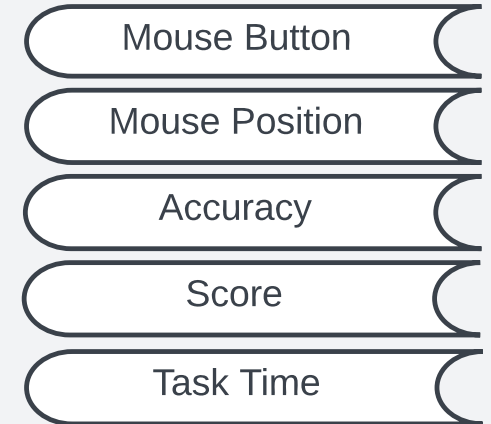 Mouse Button
Mouse Position
Accuracy
Score
Task Time